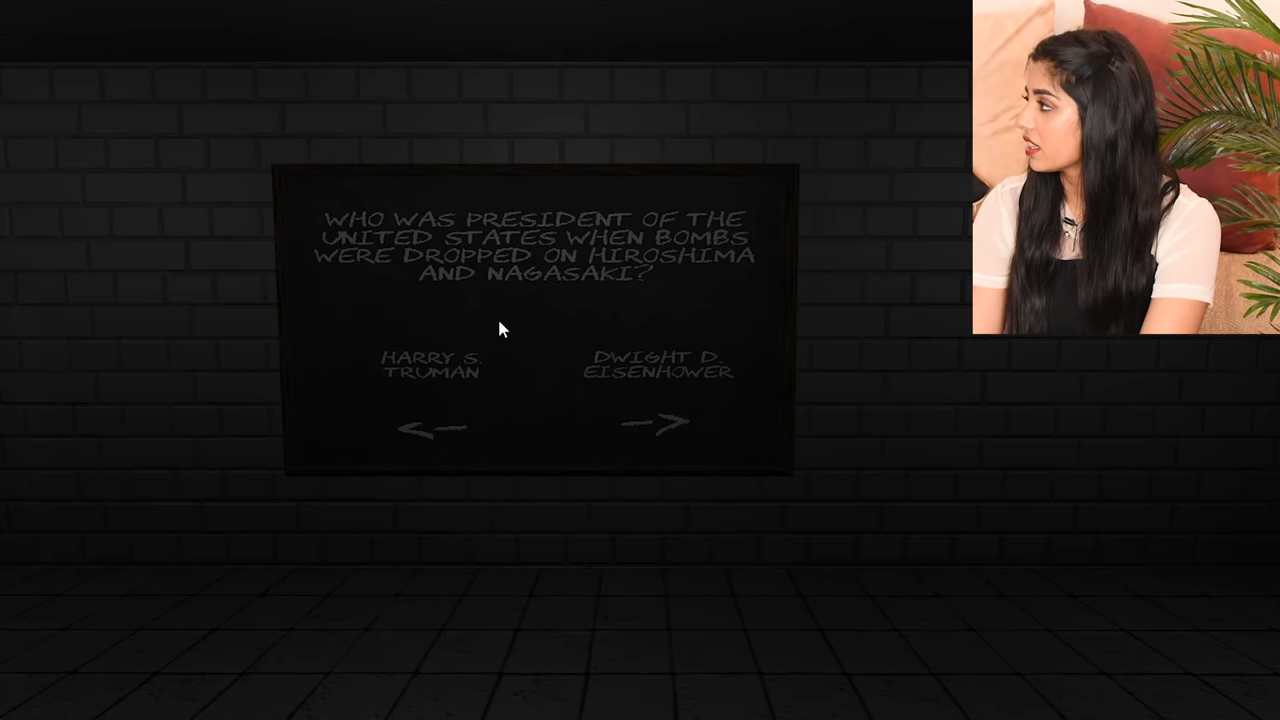 WHO WAS PRESIDENT OF THE
UNITED STATES WHEN BOMBS
WERE DROPPED ON HIROSHIMA
AND NAGASAKI?
HARRY S.
TRUMAN
DWIGHT D.
EISENHOWER